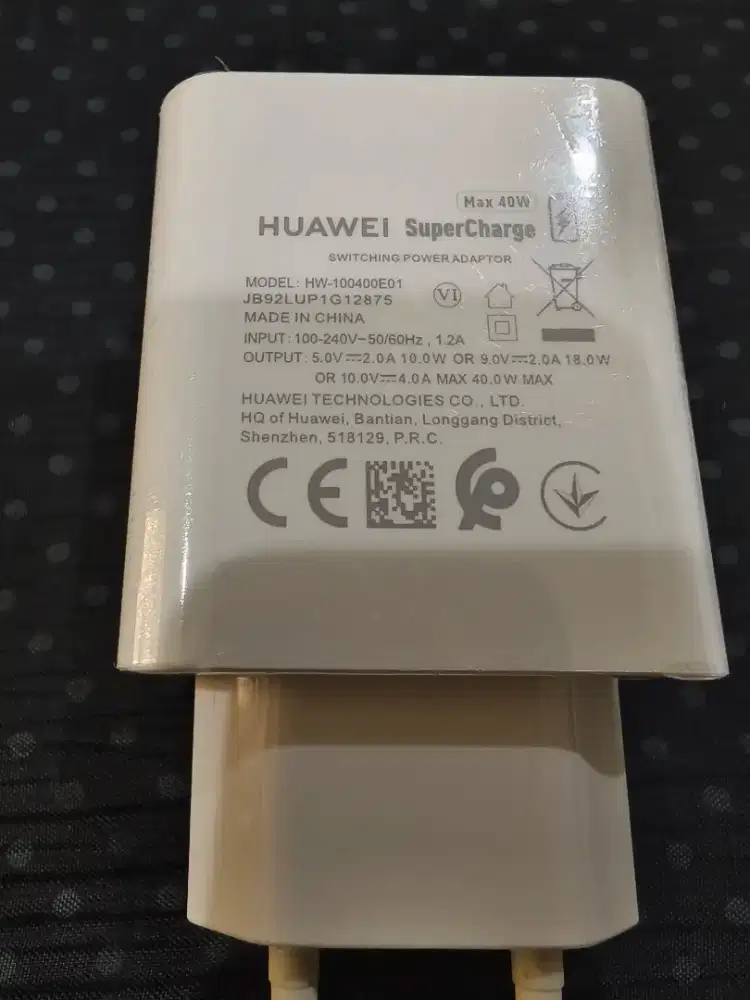 Max 40W
HUAWEI SuperCharge
SWITCHING POWER ADAPTOR
MODEL: HW-100400E01
JB92LUP1G12875
VI
MADE IN CHINA
INPUT: 100-240V~50/60Hz , 1.2A
OUTPUT: 5.0V⎓2.0A 10.0W OR 9.0V⎓2.0A 18.0W
OR 10.0V⎓4.0A MAX 40.0W MAX
HUAWEI TECHNOLOGIES CO., LTD.
HQ of Huawei, Bantian, Longgang District,
Shenzhen, 518129, P.R.C.
CE